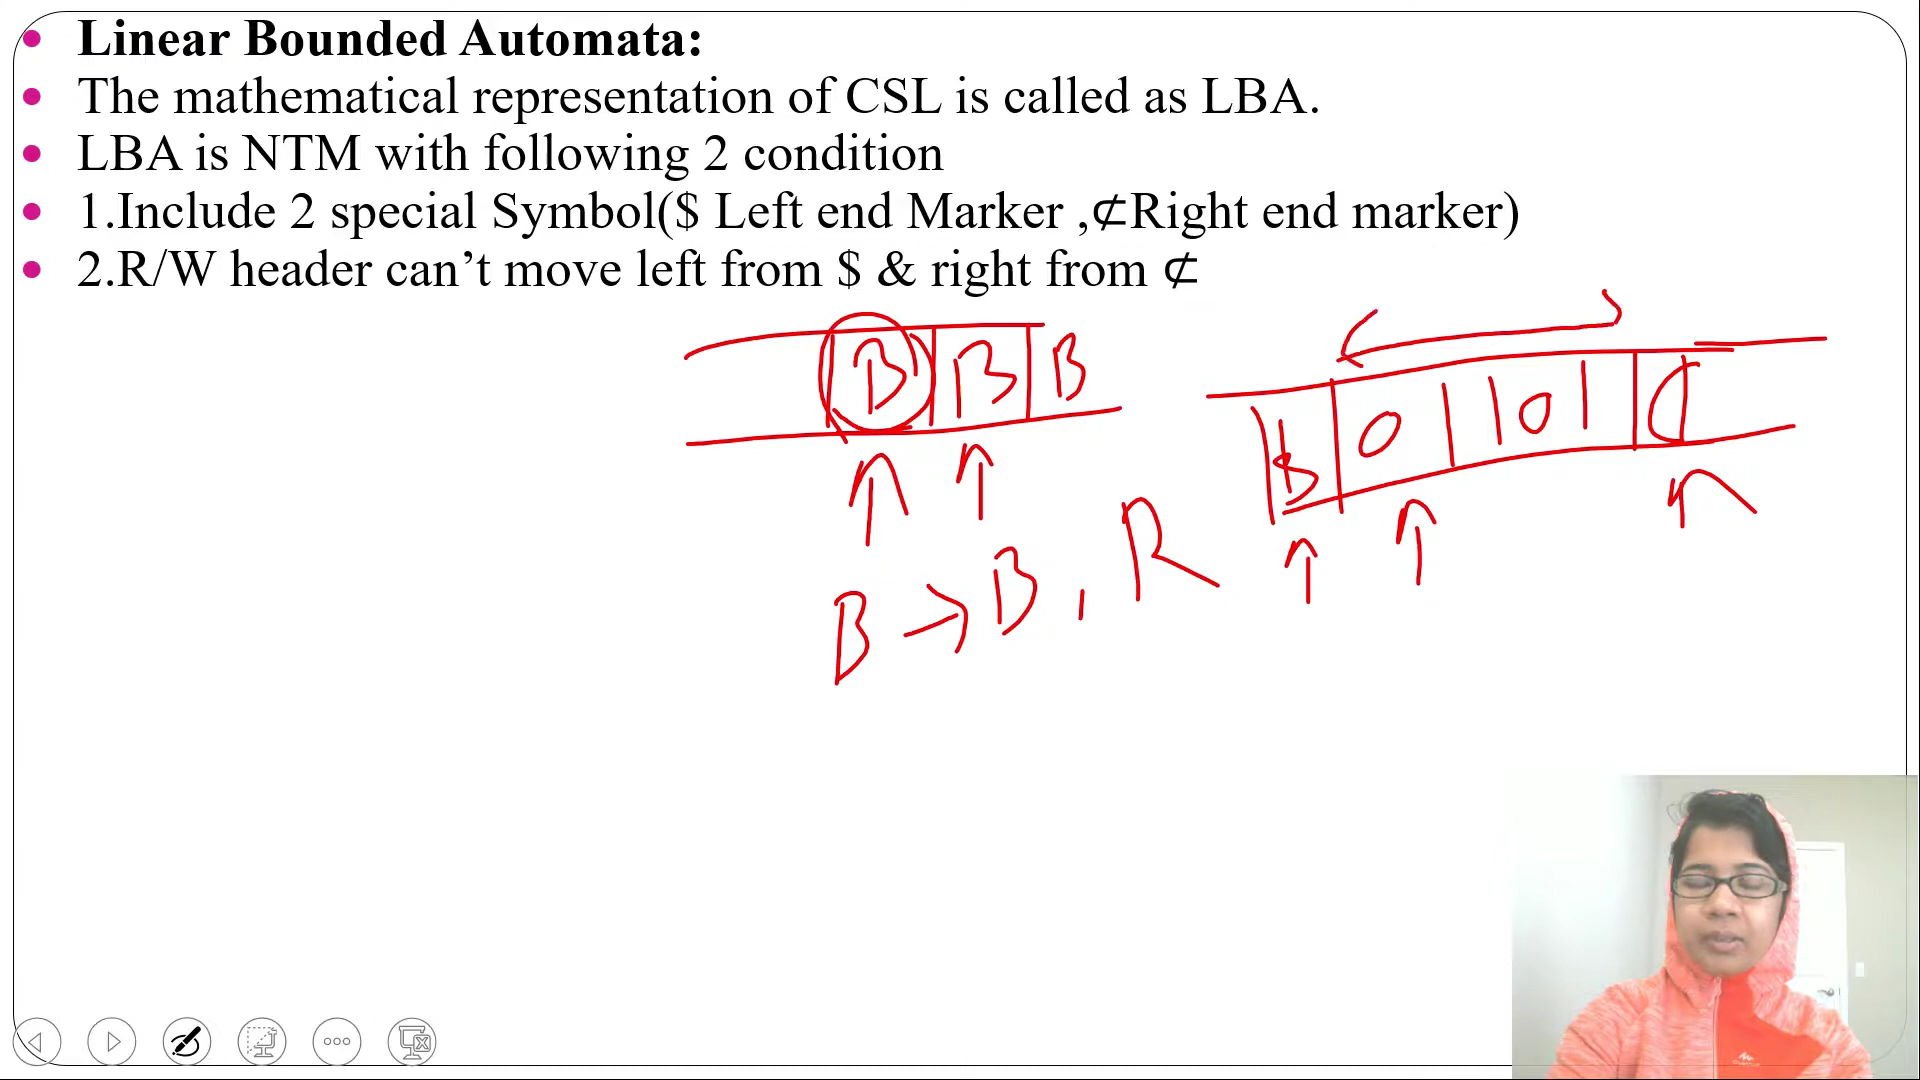 Linear Bounded Automata:
The mathematical representation of CSL is called as LBA.
LBA is NTM with following 2 condition
1.Include 2 special Symbol($ Left end Marker ,⊄Right end marker)
2.R/W header can’t move left from $ & right from ⊄
B B B
$ 0 1 0 1 ₵
B → B, R